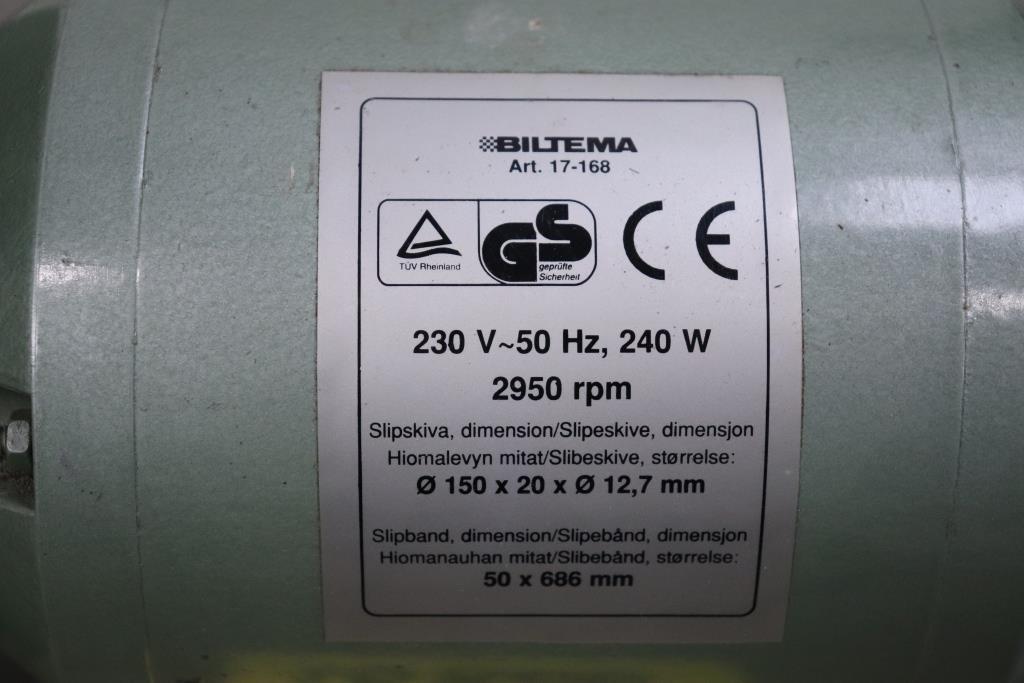 BILTEMA
Art. 17-168
TÜV Rheinland
GS
geprüfte
Sicherheit
CE
230 V~50 Hz, 240 W
2950 rpm
Slipskiva, dimension/Slipeskive, dimensjon
Hiomalevyn mitat/Slibeskive, størrelse:
Ø 150 x 20 x Ø 12,7 mm
Slipband, dimension/Slipebånd, dimensjon
Hiomanauhan mitat/Slibebånd, størrelse:
50 x 686 mm